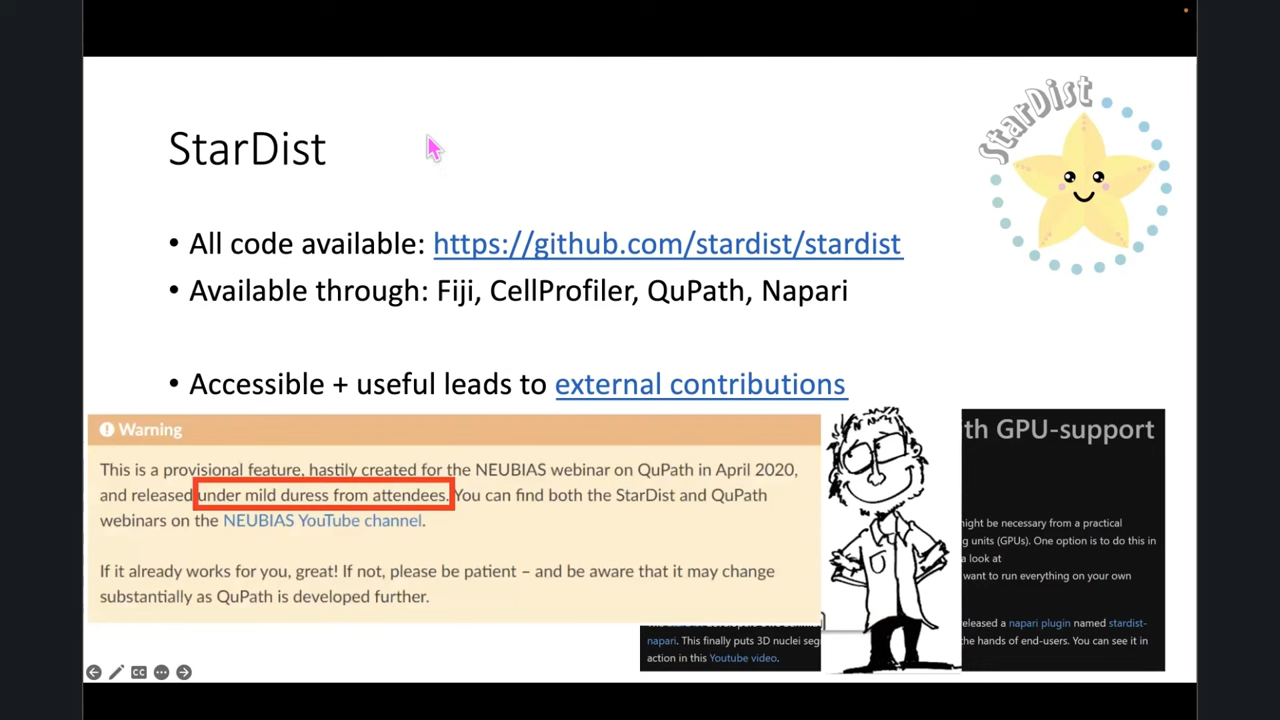 StarDist
StarDist
• All code available: https://github.com/stardist/stardist
• Available through: Fiji, CellProfiler, QuPath, Napari
• Accessible + useful leads to external contributions
Warning
This is a provisional feature, hastily created for the NEUBIAS webinar on QuPath in April 2020,
and released under mild duress from attendees. You can find both the StarDist and QuPath
webinars on the NEUBIAS YouTube channel.
If it already works for you, great! If not, please be patient – and be aware that it may change
substantially as QuPath is developed further.
th GPU-support
ight be necessary from a practical
g units (GPUs). One option is to do this in
a look at
want to run everything on your own
eleased a napari plugin named stardist-
napari. This finally puts 3D nuclei seg
the hands of end-users. You can see it in
action in this Youtube video.
CC